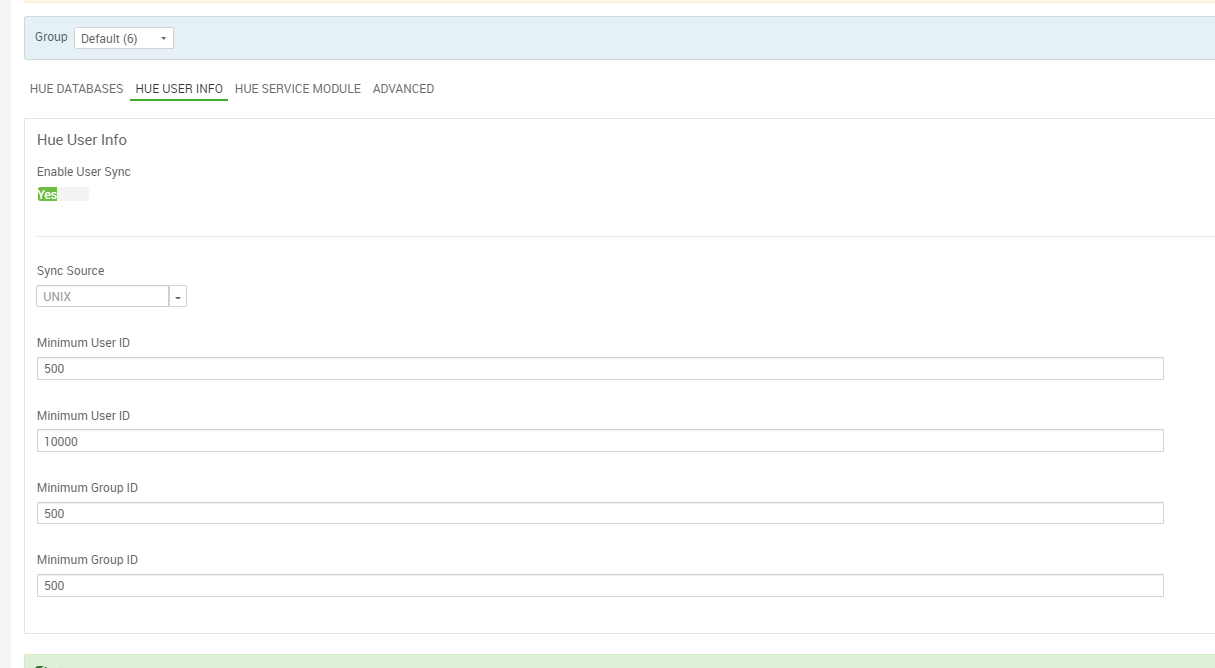 Group Default (6)
HUE DATABASES HUE USER INFO HUE SERVICE MODULE ADVANCED
Hue User Info
Enable User Sync
Yes
Sync Source
UNIX
Minimum User ID
500
Minimum User ID
10000
Minimum Group ID
500
Minimum Group ID
500